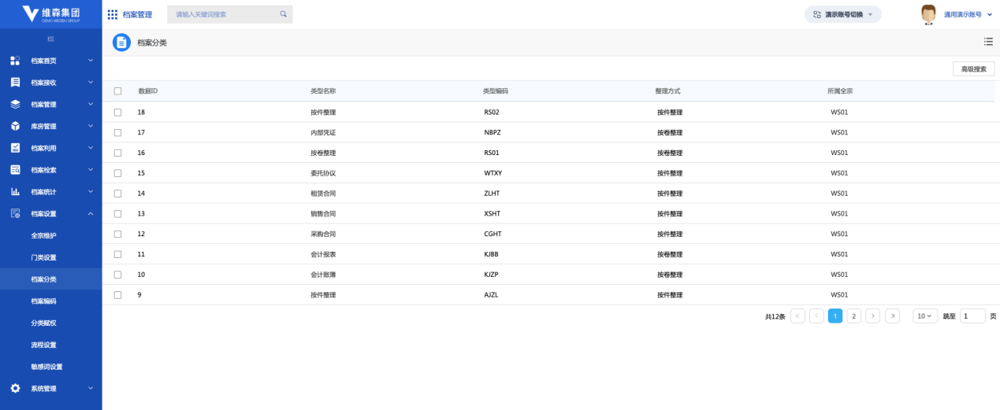 维森集团
档案管理
请输入关键词搜索
演示账号切换
通用演示账号
档案分类
高级搜索
档案首页
档案接收
档案管理
库房管理
档案利用
档案检索
档案统计
档案设置
全宗维护
门类设置
档案分类
档案编码
分类赋权
流程设置
敏感词设置
系统管理
数据ID 类型名称 类型编码 整理方式 所属全宗
18 按件整理 RS02 按件整理 WS01
17 内部凭证 NBPZ 按卷整理 WS01
16 按卷整理 RS01 按卷整理 WS01
15 委托协议 WTXY 按件整理 WS01
14 租赁合同 ZLHT 按件整理 WS01
13 销售合同 XSHT 按件整理 WS01
12 采购合同 CGHT 按件整理 WS01
11 会计报表 KJBB 按卷整理 WS01
10 会计账簿 KJZP 按卷整理 WS01
9 按件整理 AJZL 按件整理 WS01
共12条 1 2 10 跳至 1 页